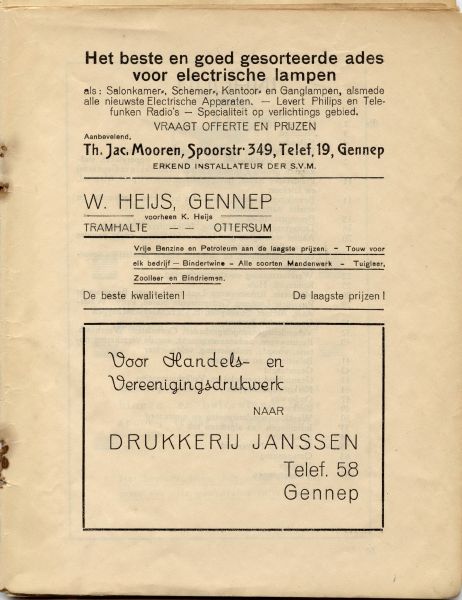 Het beste en goed gesorteerde ades
voor electrische lampen
als: Salonkamer-, Schemer-, Kantoor- en Ganglampen, alsmede
alle nieuwste Electrische Apparaten. — Levert Philips en Tele-
funken Radio's — Specialiteit op verlichtings gebied.
VRAAGT OFFERTE EN PRIJZEN
Aanbevelend,
Th. Jac. Mooren, Spoorstr. 349, Telef. 19, Gennep
ERKEND INSTALLATEUR DER S.V.M.
W. HEIJS, GENNEP
voorheen K. Heijs
TRAMHALTE — — OTTERSUM
Vrije Benzine en Petroleum aan de laagste prijzen. - Touw voor
elk bedrijf — Bindertwine - Alle soorten Mandenwerk - Tuigleer,
Zoolleer en Bindriemen.
De beste kwaliteiten! De laagste prijzen!
Voor Handels- en
Vereenigingsdrukwerk
NAAR
DRUKKERIJ JANSSEN
Telef. 58
Gennep